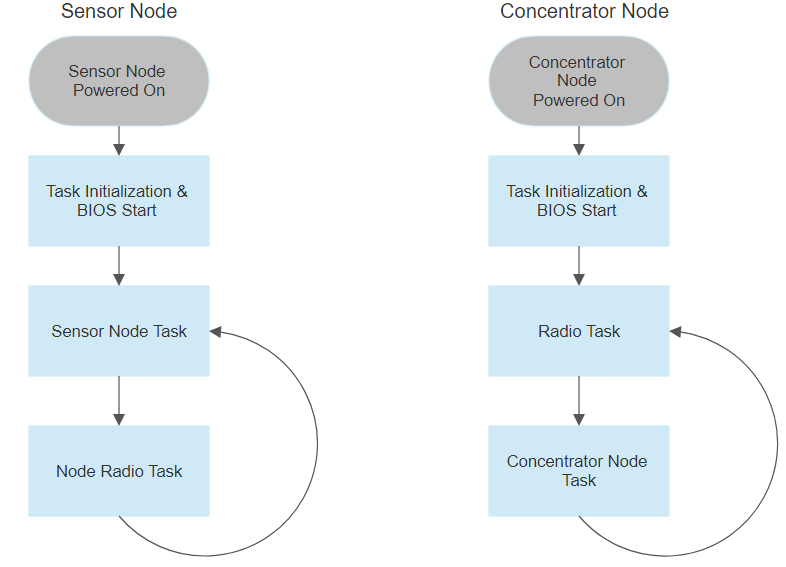 Sensor Node
Sensor Node
Powered On
Task Initialization &
BIOS Start
Sensor Node Task
Node Radio Task
Concentrator Node
Concentrator
Node
Powered On
Task Initialization &
BIOS Start
Radio Task
Concentrator Node
Task